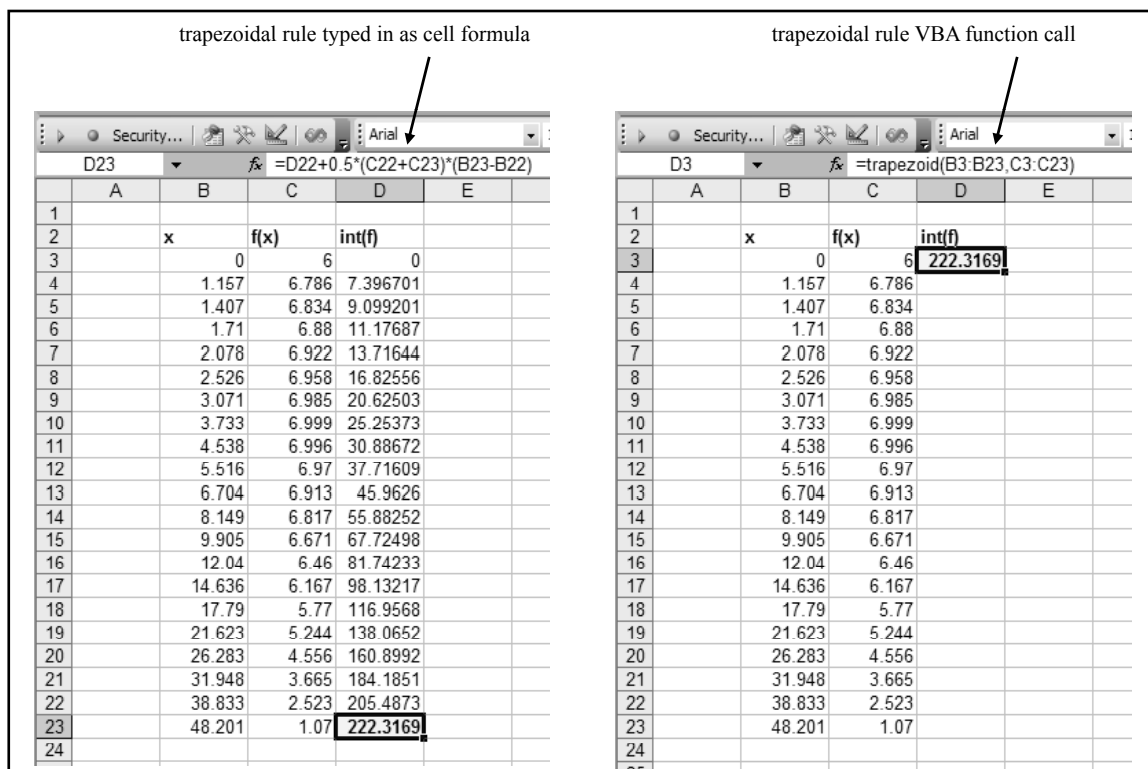 trapezoidal rule typed in as cell formula
trapezoidal rule VBA function call
Security... Arial
D23 fx =D22+0.5*(C22+C23)*(B23-B22)
A B C D E
1
2 x f(x) int(f)
3 0 6 0
4 1.157 6.786 7.396701
5 1.407 6.834 9.099201
6 1.71 6.88 11.17687
7 2.078 6.922 13.71644
8 2.526 6.958 16.82556
9 3.071 6.985 20.62503
10 3.733 6.999 25.25373
11 4.538 6.996 30.88672
12 5.516 6.97 37.71609
13 6.704 6.913 45.9626
14 8.149 6.817 55.88252
15 9.905 6.671 67.72498
16 12.04 6.46 81.74233
17 14.636 6.167 98.13217
18 17.79 5.77 116.9568
19 21.623 5.244 138.0652
20 26.283 4.556 160.8992
21 31.948 3.665 184.1851
22 38.833 2.523 205.4873
23 48.201 1.07 222.3169
24
Security... Arial
D3 fx =trapezoid(B3:B23,C3:C23)
A B C D E
1
2 x f(x) int(f)
3 0 6 222.3169
4 1.157 6.786
5 1.407 6.834
6 1.71 6.88
7 2.078 6.922
8 2.526 6.958
9 3.071 6.985
10 3.733 6.999
11 4.538 6.996
12 5.516 6.97
13 6.704 6.913
14 8.149 6.817
15 9.905 6.671
16 12.04 6.46
17 14.636 6.167
18 17.79 5.77
19 21.623 5.244
20 26.283 4.556
21 31.948 3.665
22 38.833 2.523
23 48.201 1.07
24